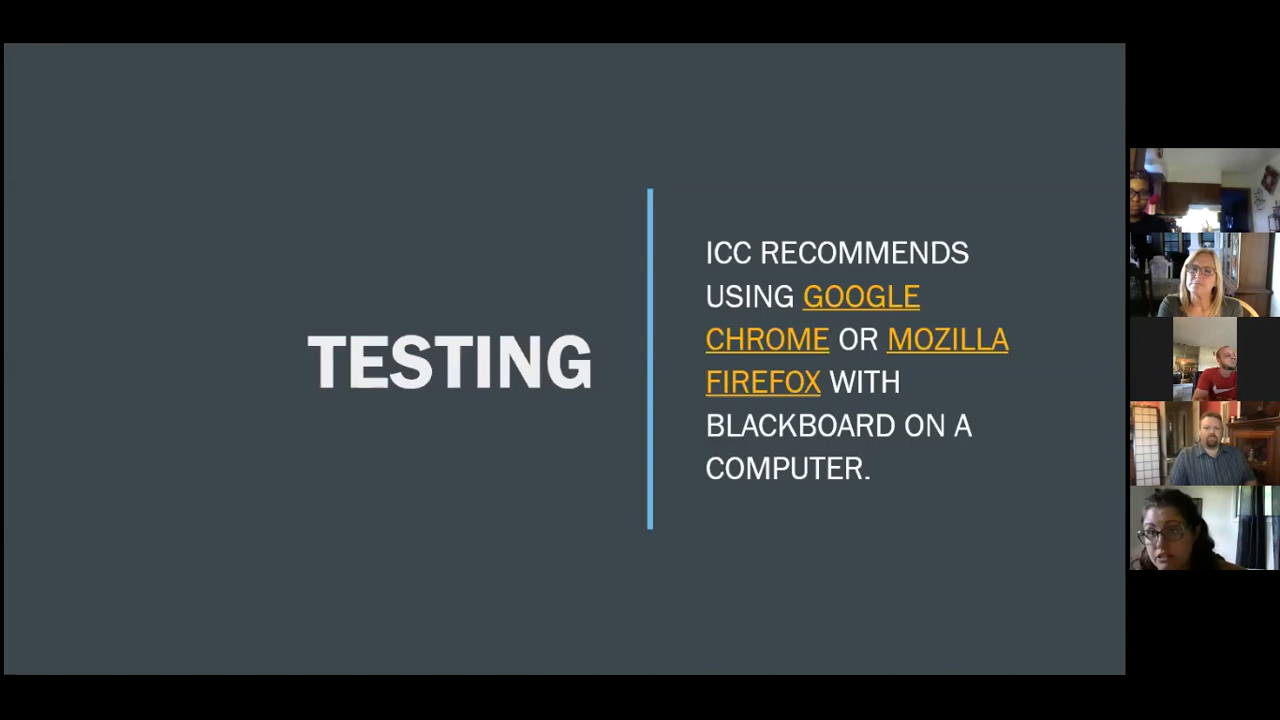 TESTING
ICC RECOMMENDS
USING GOOGLE
CHROME OR MOZILLA
FIREFOX WITH
BLACKBOARD ON A
COMPUTER.